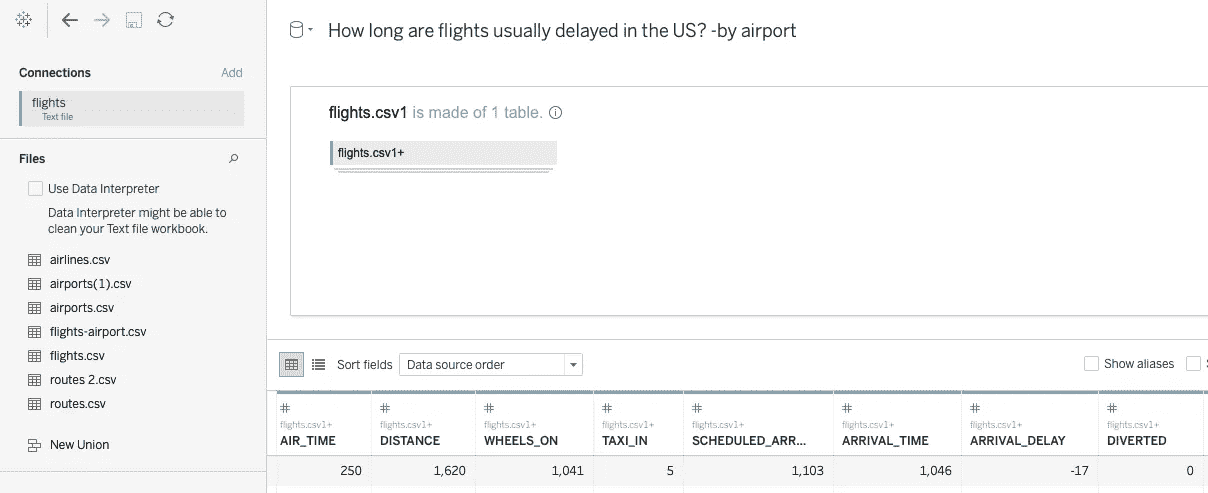 How long are flights usually delayed in the US? -by airport
Connections
Add
flights
Text file
Files
Use Data Interpreter
Data Interpreter might be able to
clean your Text file workbook.
airlines.csv
airports(1).csv
airports.csv
flights-airport.csv
flights.csv
routes 2.csv
routes.csv
New Union
flights.csv1 is made of 1 table.
flights.csv1+
Sort fields
Data source order
Show aliases
flights.csv1+ flights.csv1+ flights.csv1+ flights.csv1+ flights.csv1+ flights.csv1+ flights.csv1+ flights.csv1+
AIR_TIME DISTANCE WHEELS_ON TAXI_IN SCHEDULED_ARR... ARRIVAL_TIME ARRIVAL_DELAY DIVERTED
250 1,620 1,041 5 1,103 1,046 -17 0